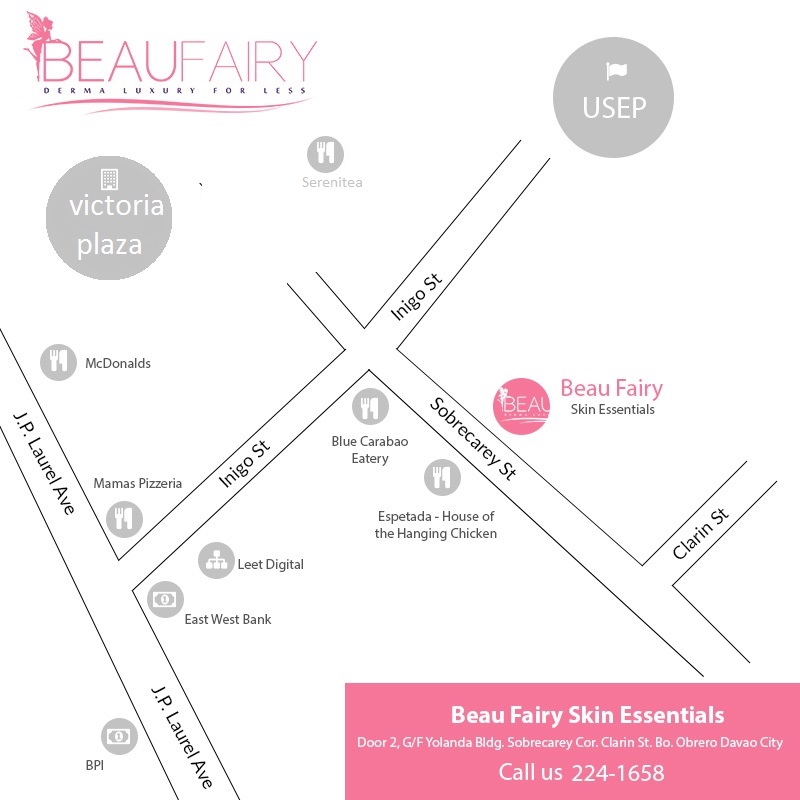 BEAUFAIRY
DERMA LUXURY FOR LESS
USEP
victoria
plaza
Serenitea
Inigo St
McDonalds
Beau Fairy
Skin Essentials
BEAU
J.P. Laurel Ave
Sobrecarey St
Blue Carabao
Eatery
Inigo St
Mamas Pizzeria
Espetada - House of
the Hanging Chicken
Clarin St
Leet Digital
East West Bank
J.P. Laurel Ave
BPI
Beau Fairy Skin Essentials
Door 2, G/F Yolanda Bldg. Sobrecarey Cor. Clarin St. Bo. Obrero Davao City
Call us 224-1658